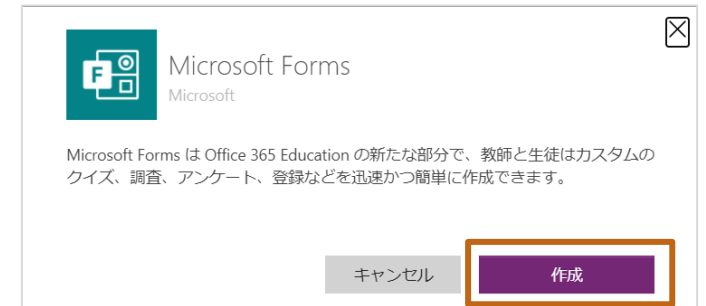 Microsoft Forms
Microsoft
Microsoft Forms は Office 365 Education の新たな部分で、教師と生徒はカスタムの
クイズ、調査、アンケート、登録などを迅速かつ簡単に作成できます。
キャンセル
作成